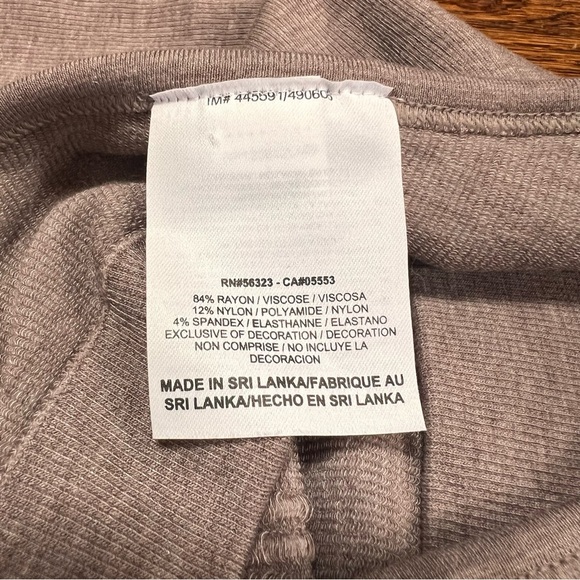 IM# 445591/49060
RN#56323 - CA#05553
84% RAYON / VISCOSE / VISCOSA
12% NYLON / POLYAMIDE / NYLON
4% SPANDEX / ELASTHANNE / ELASTANO
EXCLUSIVE OF DECORATION / DECORATION
NON COMPRISE / NO INCLUYE LA
DECORACION
MADE IN SRI LANKA/FABRIQUE AU
SRI LANKA/HECHO EN SRI LANKA